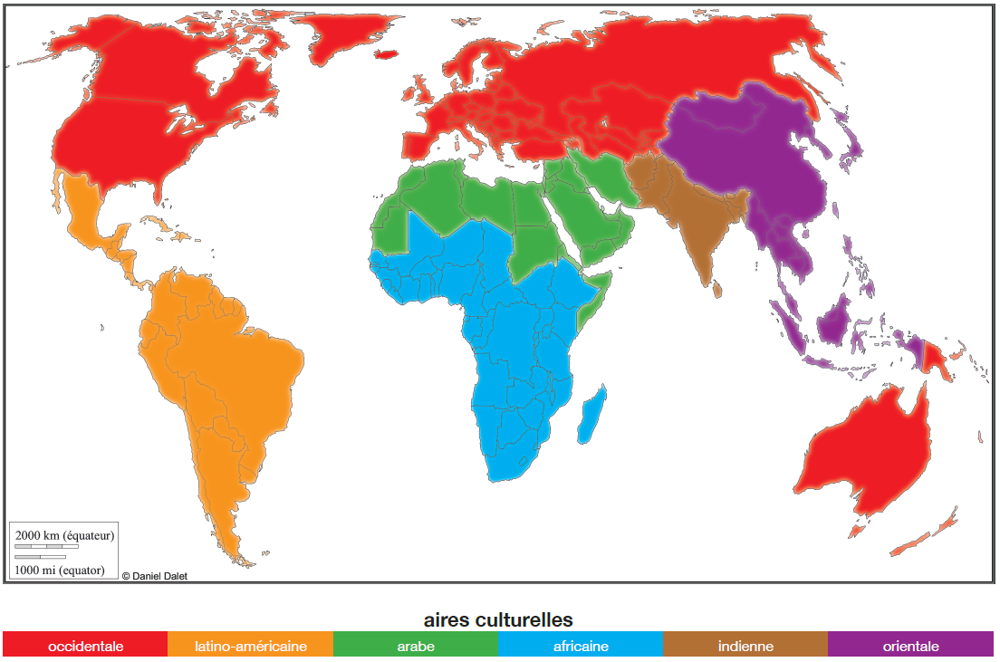 2000 km (équateur)
1000 mi (equator)
© Daniel Dalet
aires culturelles
occidentale
latino-américaine
arabe
africaine
indienne
orientale